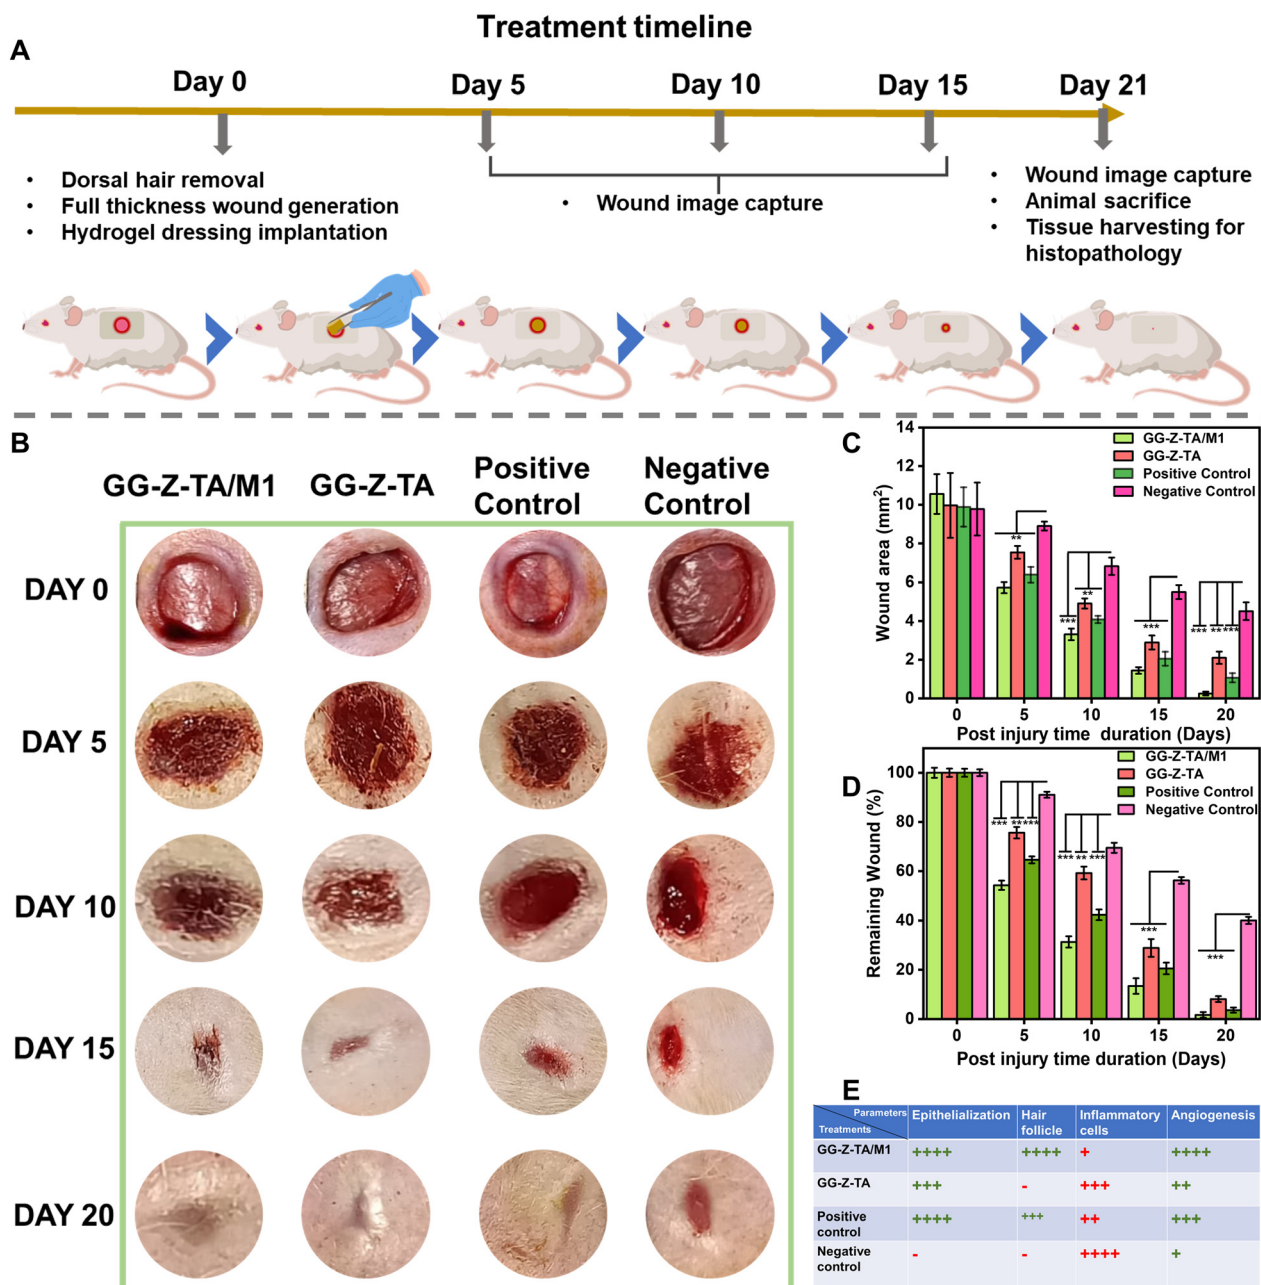 Treatment timeline
A
Day 0
Day 5
Day 10
Day 15
Day 21
• Dorsal hair removal
• Full thickness wound generation
• Hydrogel dressing implantation
• Wound image capture
• Wound image capture
• Animal sacrifice
• Tissue harvesting for
histopathology
B
GG-Z-TA/M1
GG-Z-TA
Positive
Control
Negative
Control
DAY 0
DAY 5
DAY 10
DAY 15
DAY 20
C
Wound area (mm²)
14
12
10
8
6
4
2
0
GG-Z-TA/M1
GG-Z-TA
Positive Control
Negative Control
**
***
**
***
***
**
***
0 5 10 15 20
Post injury time duration (Days)
D
Remaining Wound (%)
100
80
60
40
20
0
GG-Z-TA/M1
GG-Z-TA
Positive Control
Negative Control
***
**
***
***
**
***
***
***
0 5 10 15 20
Post injury time duration (Days)
E
Parameters
Treatments
Epithelialization
Hair
follicle
Inflammatory
cells
Angiogenesis
GG-Z-TA/M1 ++++ ++++ + ++++
GG-Z-TA +++ - +++ ++
Positive
control ++++ +++ ++ +++
Negative
control - - ++++ +